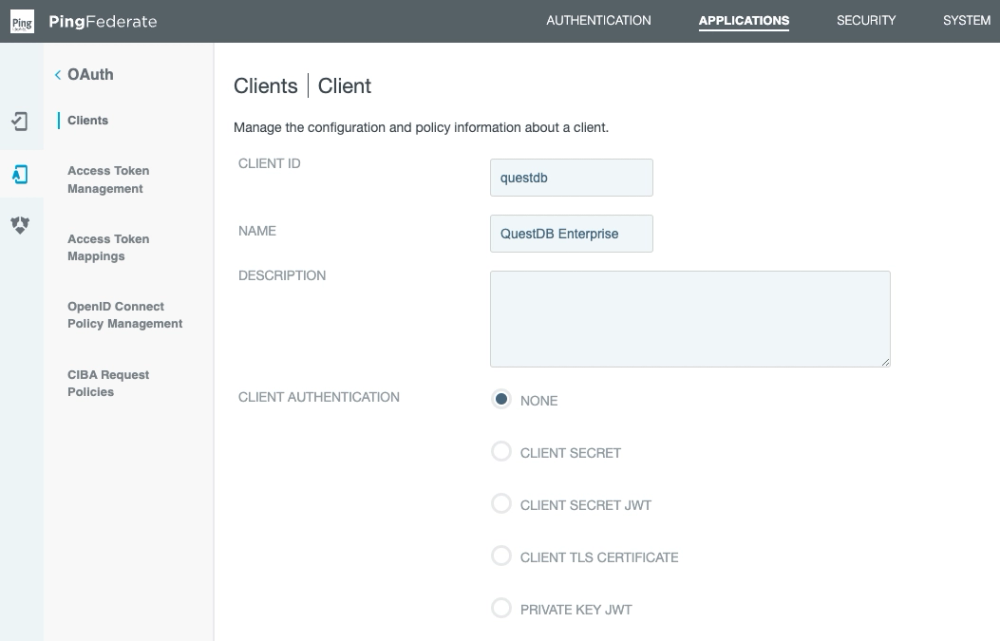 Ping
PingFederate
AUTHENTICATION
APPLICATIONS
SECURITY
SYSTEM
< OAuth
Clients
Access Token
Management
Access Token
Mappings
OpenID Connect
Policy Management
CIBA Request
Policies
Clients | Client
Manage the configuration and policy information about a client.
CLIENT ID
questdb
NAME
QuestDB Enterprise
DESCRIPTION
CLIENT AUTHENTICATION
NONE
CLIENT SECRET
CLIENT SECRET JWT
CLIENT TLS CERTIFICATE
PRIVATE KEY JWT